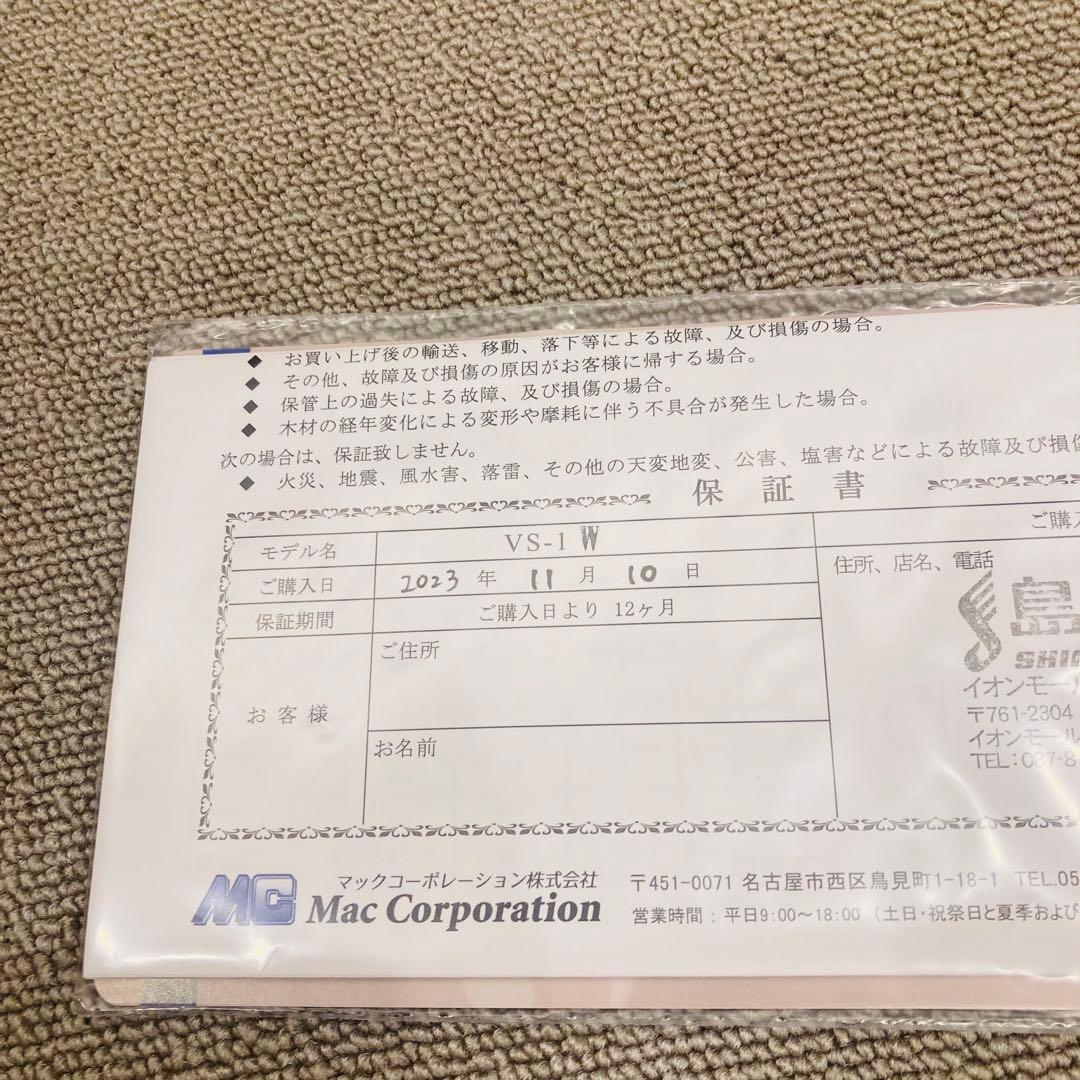 ◆ お買い上げ後の輸送、移動、落下等による故障、及び損傷の場合。
◆ その他、故障及び損傷の原因がお客様に帰する場合。
◆ 保管上の過失による故障、及び損傷の場合。
◆ 木材の経年変化による変形や摩耗に伴う不具合が発生した場合。
次の場合は、保証致しません。
◆ 火災、地震、風水害、落雷、その他の天変地変、公害、塩害などによる故障及び損傷
保 証 書
モデル名 VS-1 W
ご購入日 2023 年 11 月 10 日
保証期間 ご購入日より 12ヶ月
お 客 様
ご住所
お名前
ご購入
住所、店名、電話
島
SHI
イオンモール
〒761-2304
イオンモール
TEL:087-8
MC
マックコーポレーション株式会社
Mac Corporation
〒451-0071 名古屋市西区鳥見町1-18-1 TEL.05
営業時間：平日9:00～18:00（土日・祝祭日と夏季および